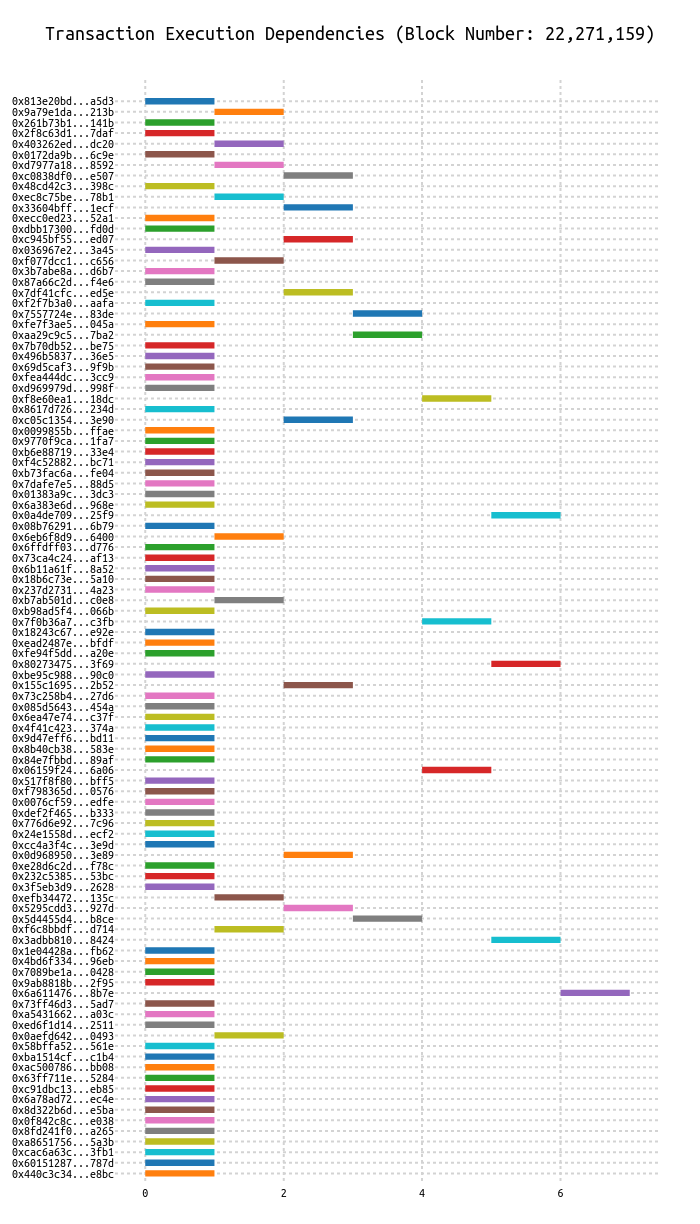 Transaction Execution Dependencies (Block Number: 22,271,159)
0x813e20bd...a5d3
0x9a79e1da...213b
0x261b73b1...141b
0x2f8c63d1...7daf
0x403262ed...dc20
0x0172da9b...6c9e
0xd7977a18...8592
0xc0838df0...e507
0x48cd42c3...398c
0xec8c75be...78b1
0x33604bff...1ecf
0xecc0ed23...52a1
0xdbb17300...fd0d
0xc945bf55...ed07
0x036967e2...3a45
0xf077dcc1...c656
0x3b7abe8a...d6b7
0x87a66c2d...f4e6
0x7df41cfc...ed5e
0xf2f7b3a0...aafa
0x7557724e...83de
0xfe7f3ae5...045a
0xaa29c9c5...7ba2
0x7b70db52...be75
0x496b5837...36e5
0x69d5caf3...9f9b
0xfea444dc...3cc9
0xd969979d...998f
0xf8e60ea1...18dc
0x8617d726...234d
0xc05c1354...3e90
0x0099855b...ffae
0x9770f9ca...1fa7
0xb6e88719...33e4
0xf4c52882...bc71
0xb73fac6a...fe04
0x7dafe7e5...88d5
0x01383a9c...3dc3
0x6a383e6d...968e
0x0a4de709...25f9
0x08b76291...6b79
0x6eb6f8d9...6400
0x6ffdff03...d776
0x73ca4c24...af13
0x6b11a61f...8a52
0x18b6c73e...5a10
0x237d2731...4a23
0xb7ab501d...c0e8
0xb98ad5f4...066b
0x7f0b36a7...c3fb
0x18243c67...e92e
0xead2487e...bfdf
0xfe94f5dd...a20e
0x80273475...3f69
0xbe95c988...90c0
0x155c1695...2b52
0x73c258b4...27d6
0x085d5643...454a
0x6ea47e74...c37f
0x4f41c423...374a
0x9d47eff6...bd11
0x8b40cb38...583e
0x84e7fbbd...89af
0x06159f24...6a06
0x517f8f80...bff5
0xf798365d...0576
0x0076cf59...edfe
0xdef2f465...b333
0x776d6e92...7c96
0x24e1558d...ecf2
0xcc4a3f4c...3e9d
0x0d968950...3e89
0xe28d6c2d...f78c
0x232c5385...53bc
0x3f5eb3d9...2628
0xefb34472...135c
0x5295cdd3...927d
0x5d4455d4...b8ce
0xf6c8bbdf...d714
0x3adbb810...8424
0x1e04428a...fb62
0x4bd6f334...96eb
0x7089be1a...0428
0x9ab8818b...2f95
0x6a611476...8b7e
0x73ff46d3...5ad7
0xa5431662...a03c
0xed6f1d14...2511
0x0aefd642...0493
0x58bffa52...561e
0xba1514cf...c1b4
0xac500786...bb08
0x63ff711e...5284
0xc91dbc13...eb85
0x6a78ad72...ec4e
0x8d322b6d...e5ba
0x0f842c8c...e038
0x8fd241f0...a265
0xa8651756...5a3b
0xcac6a63c...3fb1
0x60151287...787d
0x440c3c34...e8bc
0 2 4 6